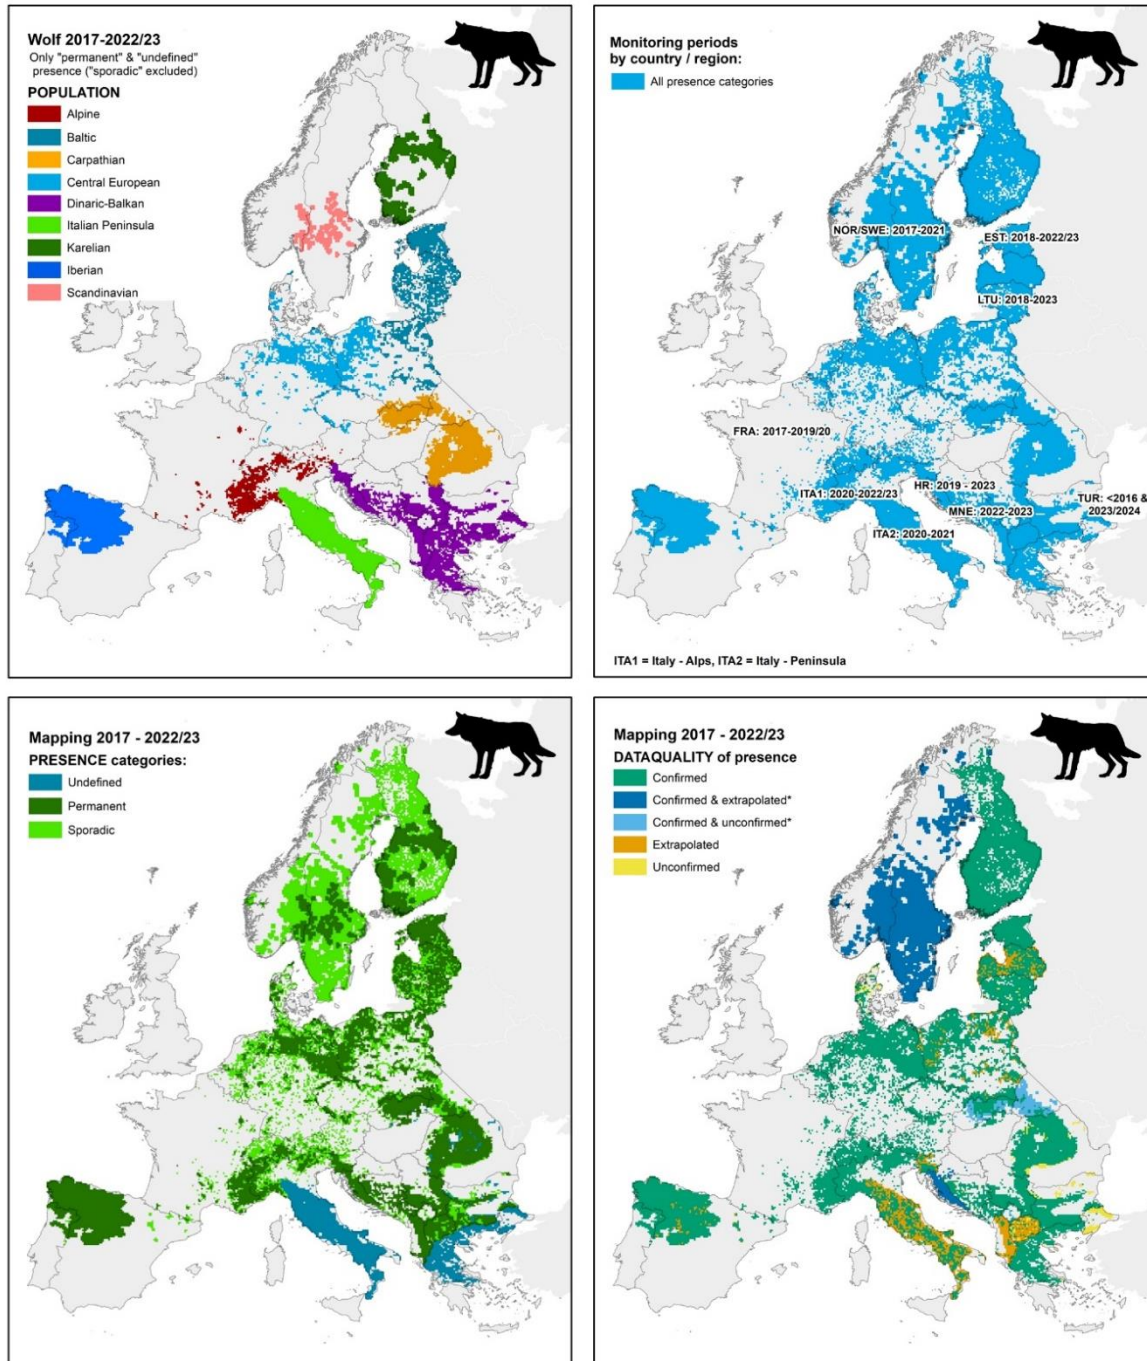 Wolf 2017-2022/23
Only "permanent" & "undefined"
presence ("sporadic" excluded)
POPULATION
Alpine
Baltic
Carpathian
Central European
Dinaric-Balkan
Italian Peninsula
Karelian
Iberian
Scandinavian
Monitoring periods
by country / region:
All presence categories
NOR/SWE: 2017-2021
EST: 2018-2022/23
LTU: 2018-2023
FRA: 2017-2019/20
ITA1: 2020-2022/23
HR: 2019 - 2023
TUR: <2016 &
2023/2024
MNE: 2022-2023
ITA2: 2020-2021
ITA1 = Italy - Alps, ITA2 = Italy - Peninsula
Mapping 2017 - 2022/23
PRESENCE categories:
Undefined
Permanent
Sporadic
Mapping 2017 - 2022/23
DATAQUALITY of presence
Confirmed
Confirmed & extrapolated*
Confirmed & unconfirmed*
Extrapolated
Unconfirmed